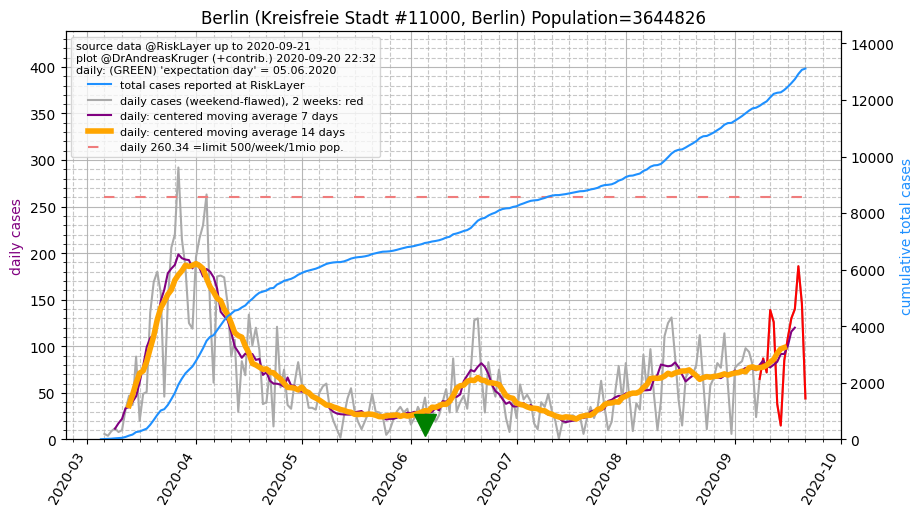 Berlin (Kreisfreie Stadt #11000, Berlin) Population=3644826
source data @RiskLayer up to 2020-09-21
plot @DrAndreasKruger (+contrib.) 2020-09-20 22:32
daily: (GREEN) 'expectation day' = 05.06.2020
total cases reported at RiskLayer
daily cases (weekend-flawed), 2 weeks: red
daily: centered moving average 7 days
daily: centered moving average 14 days
daily 260.34 =limit 500/week/1mio pop.
daily cases
400
350
300
250
200
150
100
50
0
cumulative total cases
14000
12000
10000
8000
6000
4000
2000
0
2020-03
2020-04
2020-05
2020-06
2020-07
2020-08
2020-09
2020-10